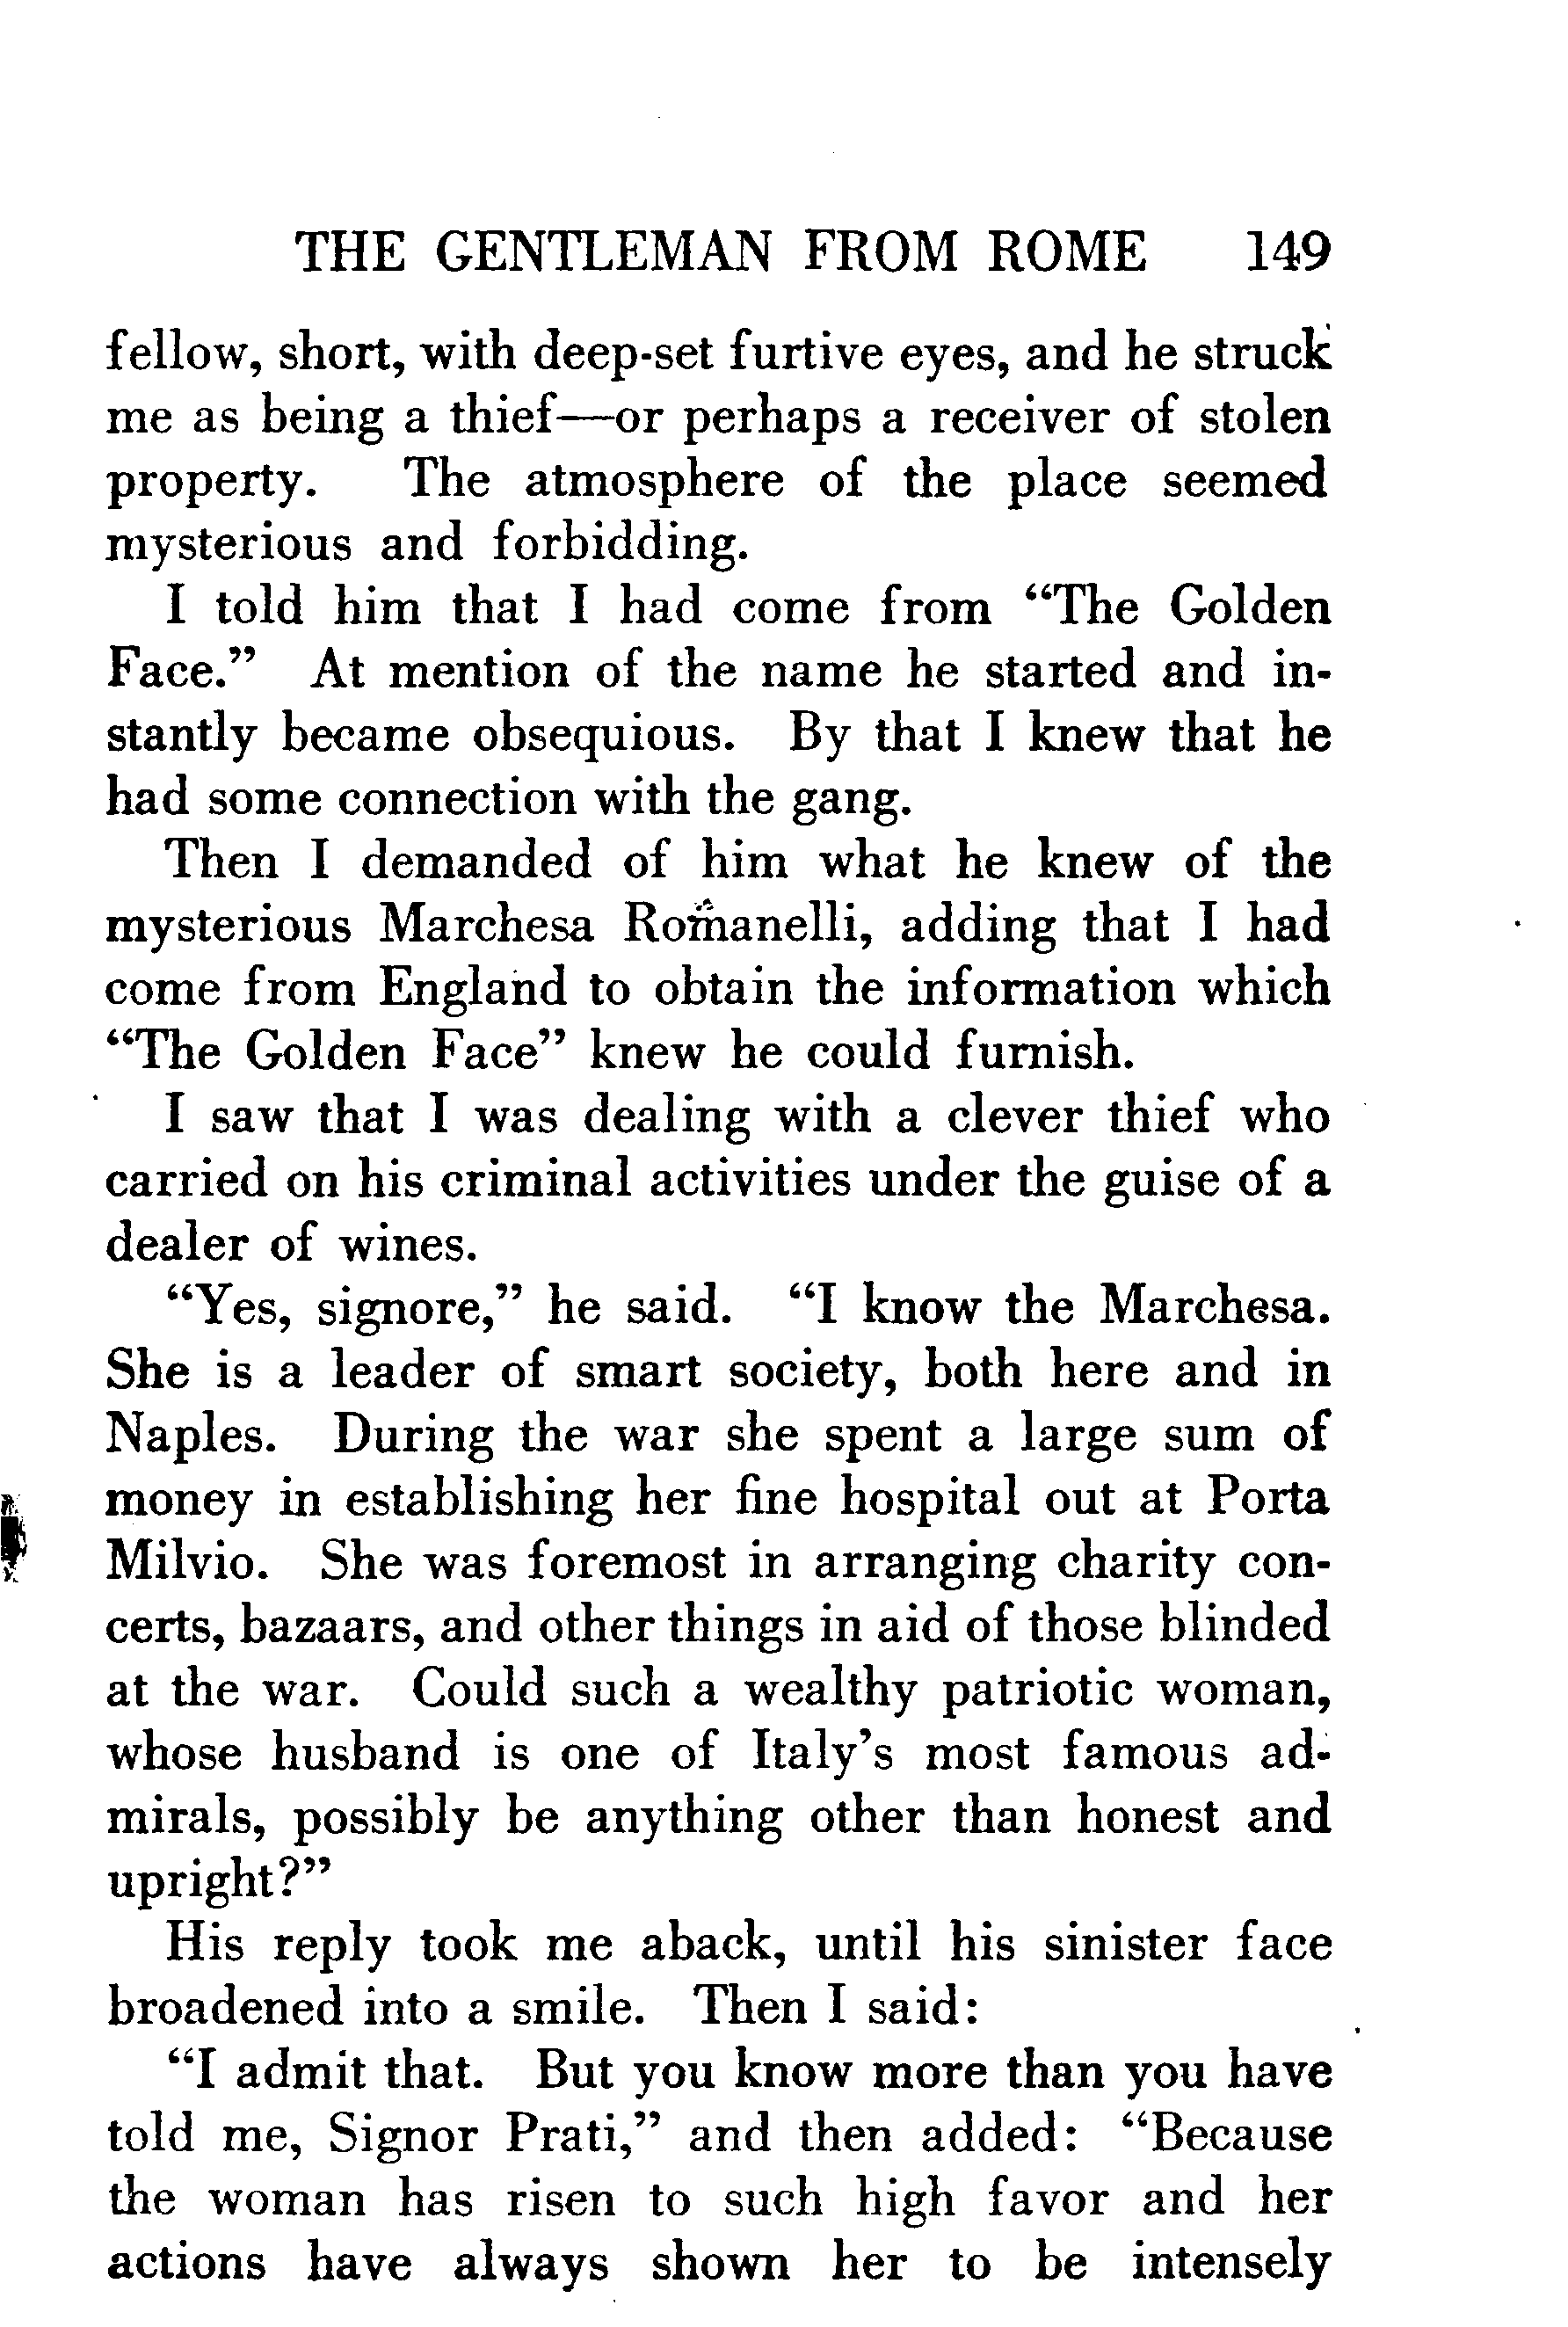 THE GENTLEMAN FROM ROME 149
fellow, short, with deep-set furtive eyes, and he struck
me as being a thief—or perhaps a receiver of stolen
property. The atmosphere of the place seemed
mysterious and forbidding.
I told him that I had come from “The Golden
Face.” At mention of the name he started and in-
stantly became obsequious. By that I knew that he
had some connection with the gang.
Then I demanded of him what he knew of the
mysterious Marchesa Romanelli, adding that I had
come from England to obtain the information which
“The Golden Face” knew he could furnish.
I saw that I was dealing with a clever thief who
carried on his criminal activities under the guise of a
dealer of wines.
“Yes, signore,” he said. “I know the Marchesa.
She is a leader of smart society, both here and in
Naples. During the war she spent a large sum of
money in establishing her fine hospital out at Porta
Milvio. She was foremost in arranging charity con-
certs, bazaars, and other things in aid of those blinded
at the war. Could such a wealthy patriotic woman,
whose husband is one of Italy’s most famous ad-
mirals, possibly be anything other than honest and
upright?”
His reply took me aback, until his sinister face
broadened into a smile. Then I said:
“I admit that. But you know more than you have
told me, Signor Prati,” and then added: “Because
the woman has risen to such high favor and her
actions have always shown her to be intensely